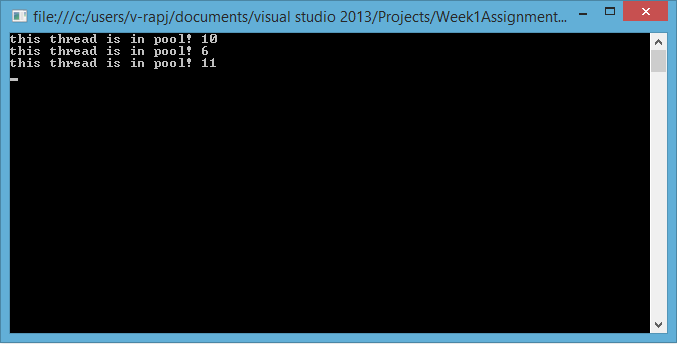 file:///c:/users/v-rapj/documents/visual studio 2013/Projects/Week1Assignment...
this thread is in pool! 10
this thread is in pool! 6
this thread is in pool! 11